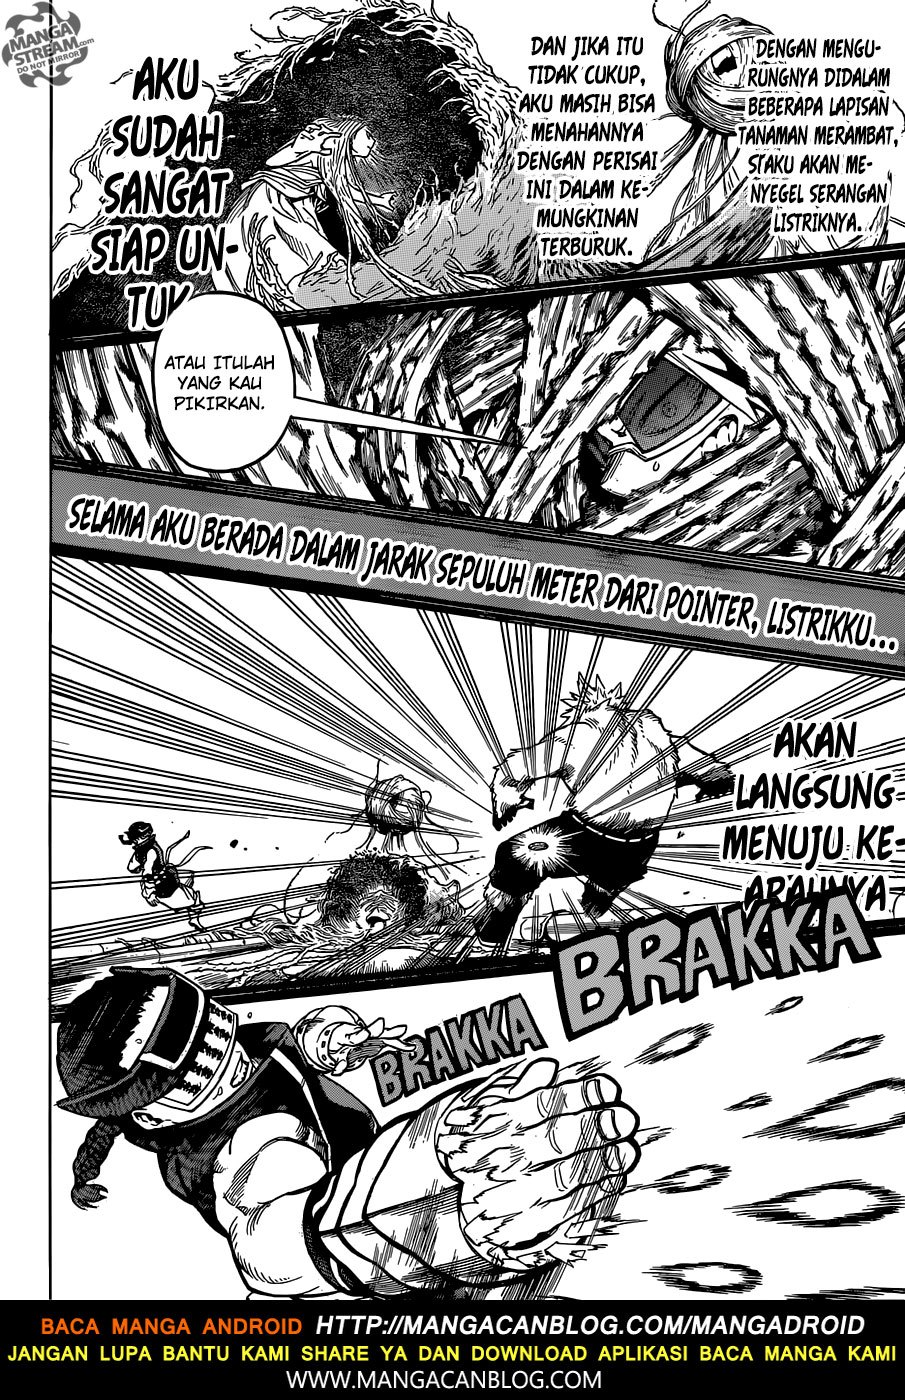 MANGA
STREAM.com
DO NOT MIRROR!
DENGAN MENGU-
RUNGNYA DIDALAM
BEBERAPA LAPISAN
TANAMAN MERAMBAT,
STAKU AKAN ME-
NYEGEL SERANGAN
LISTRIKNYA.
DAN JIKA ITU
TIDAK CUKUP,
AKU MASIH BISA
MENAHANNYA
DENGAN PERISAI
INI DALAM KE-
MUNGKINAN
TERBURUK.
AKU
SUDAH
SANGAT
SIAP UN-
TUK
ATAU ITULAH
YANG KAU
PIKIRKAN.
SELAMA AKU BERADA DALAM JARAK SEPULUH METER DARI POINTER, LISTRIKKU...
AKAN
LANGSUNG
MENUJU KE-
ARAHNYA
BRAKKA
BRAKKA
BACA MANGA ANDROID HTTP://MANGACANBLOG.COM/MANGADROID
JANGAN LUPA BANTU KAMI SHARE YA DAN DOWNLOAD APLIKASI BACA MANGA KAMI
WWW.MANGACANBLOG.COM